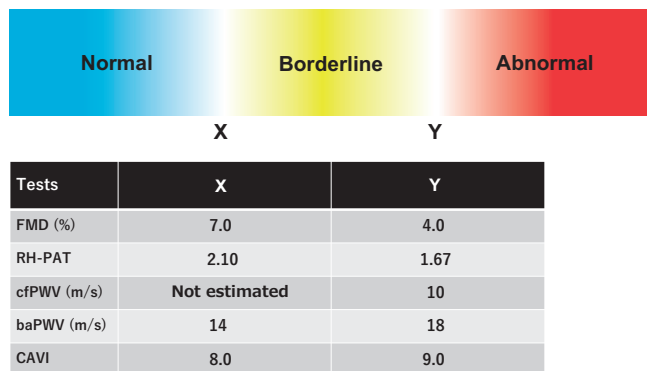 Normal Borderline Abnormal
X Y
Tests X Y
FMD (%) 7.0 4.0
RH-PAT 2.10 1.67
cfPWV (m/s) Not estimated 10
baPWV (m/s) 14 18
CAVI 8.0 9.0